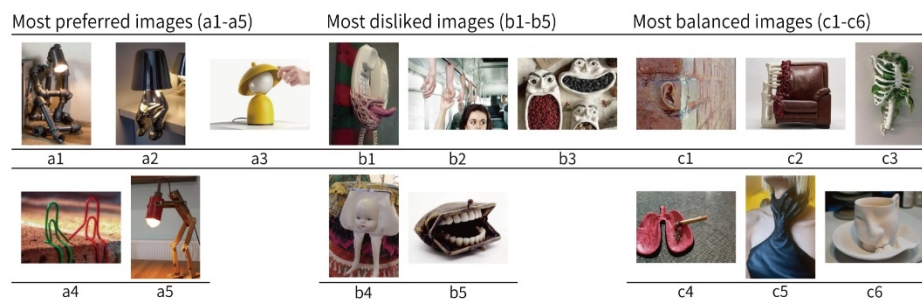 Most preferred images (a1-a5) Most disliked images (b1-b5) Most balanced images (c1-c6)
a1 a2 a3 b1 b2 b3 c1 c2 c3
a4 a5 b4 b5 c4 c5 c6